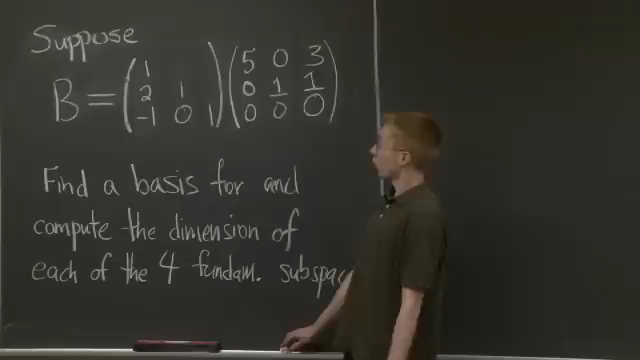 Suppose
B = ( 1 ) ( 5 0 3 )
2 1 0 1 1
-1 0 1 0 0 0
Find a basis for and
compute the dimension of
each of the 4 fundam. subspac